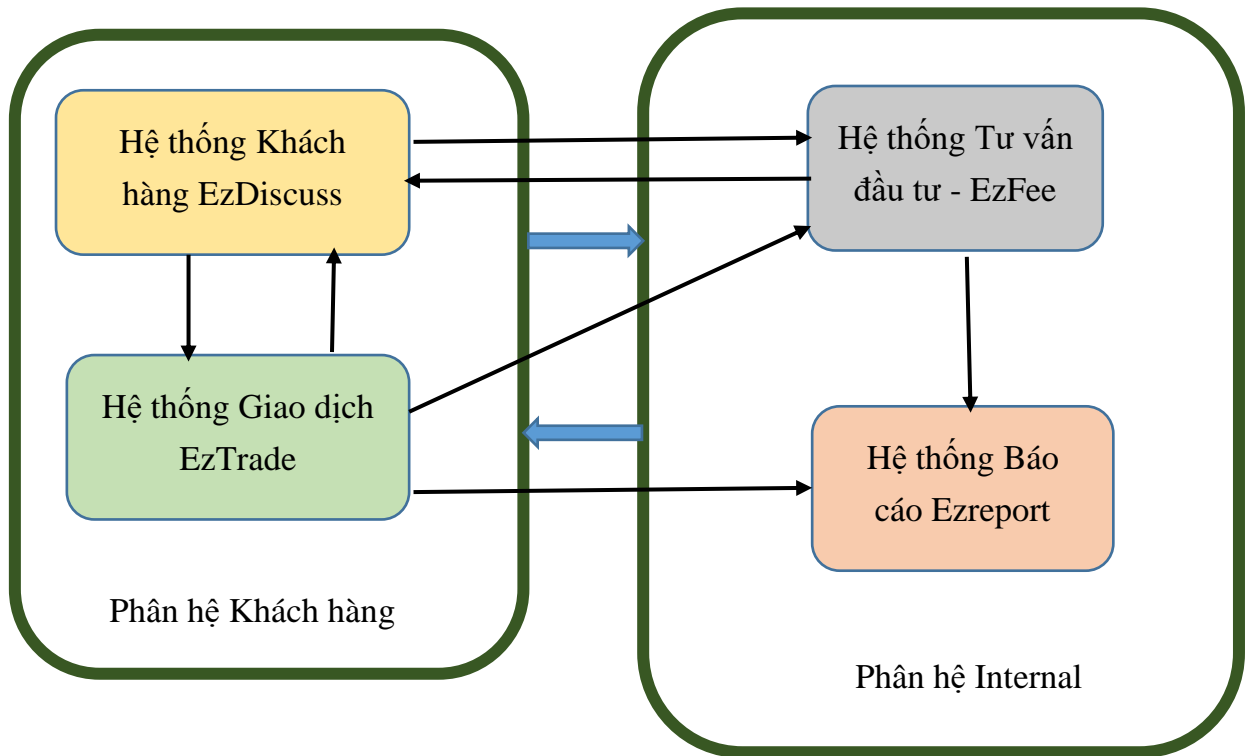 Hệ thống Khách
hàng EzDiscuss
Hệ thống Giao dịch
EzTrade
Phân hệ Khách hàng
Hệ thống Tư vấn
đầu tư - EzFee
Hệ thống Báo
cáo Ezreport
Phân hệ Internal